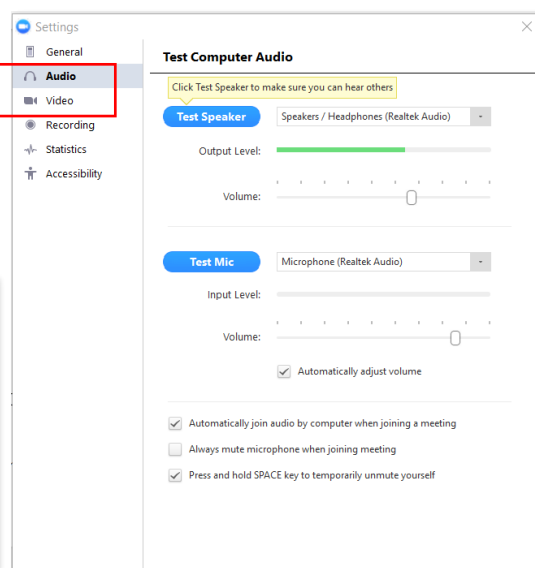 Settings
General
Audio
Video
Recording
Statistics
Accessibility
Test Computer Audio
Click Test Speaker to make sure you can hear others
Test Speaker
Speakers / Headphones (Realtek Audio)
Output Level:
Volume:
Test Mic
Microphone (Realtek Audio)
Input Level:
Volume:
Automatically adjust volume
Automatically join audio by computer when joining a meeting
Always mute microphone when joining meeting
Press and hold SPACE key to temporarily unmute yourself